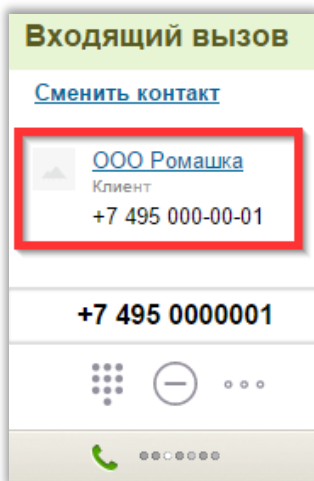 Входящий вызов
Сменить контакт
ООО Ромашка
Клиент
+7 495 000-00-01
+7 495 0000001